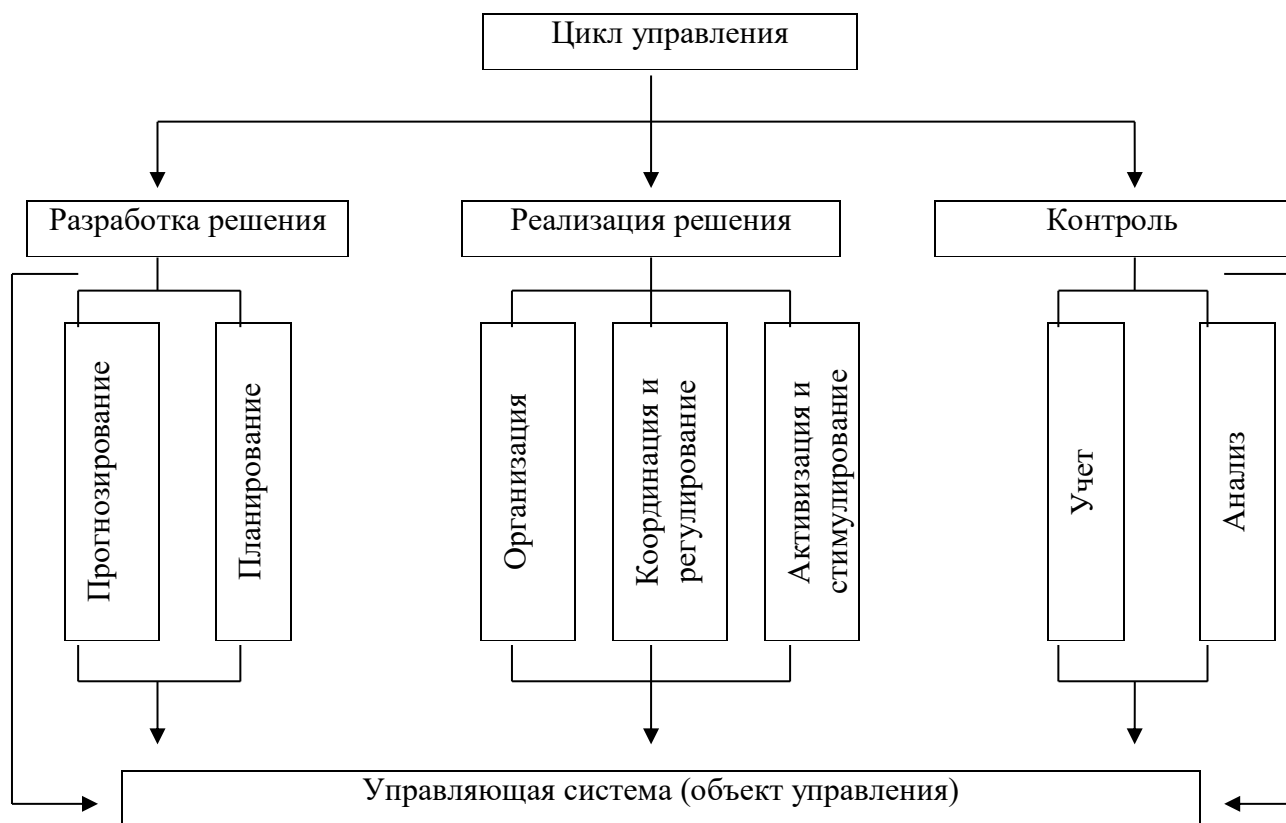 Цикл управления
Разработка решения
Реализация решения
Контроль
Прогнозирование
Планирование
Организация
Координация и
регулирование
Активизация и
стимулирование
Учет
Анализ
Управляющая система (объект управления)